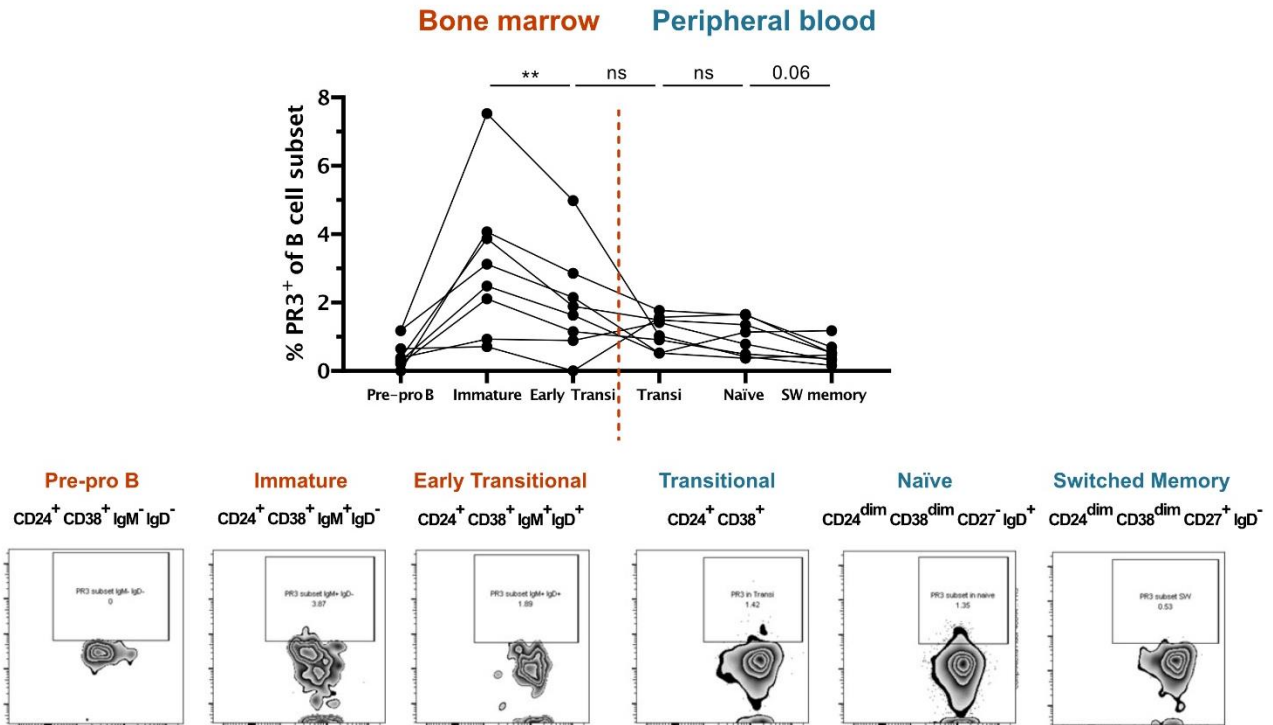 Bone marrow Peripheral blood
** ns ns 0.06
% PR3⁺ of B cell subset
8
6
4
2
0
Pre-pro B Immature Early Transi Transi Naïve SW memory
Pre-pro B Immature Early Transitional Transitional Naïve Switched Memory
CD24⁺ CD38⁺ IgM⁻ IgD⁻ CD24⁺ CD38⁺ IgM⁺ IgD⁻ CD24⁺ CD38⁺ IgM⁺ IgD⁺ CD24⁺ CD38⁺ CD24ᵈⁱᵐ CD38ᵈⁱᵐ CD27⁻ IgD⁺ CD24ᵈⁱᵐ CD38ᵈⁱᵐ CD27⁺ IgD⁻
PR3 subset IgM- IgD- PR3 subset IgM+ IgD- PR3 subset IgM+ IgD+ PR3 in Transi PR3 subset in naive PR3 subset SW
0 3.87 1.89 1.42 1.35 0.53